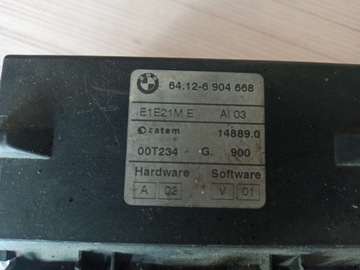 64.12-6 904 668
E1E21M E AI 03
zatem 14889.0
00T234 G. 900
Hardware Software
A 02 V 01